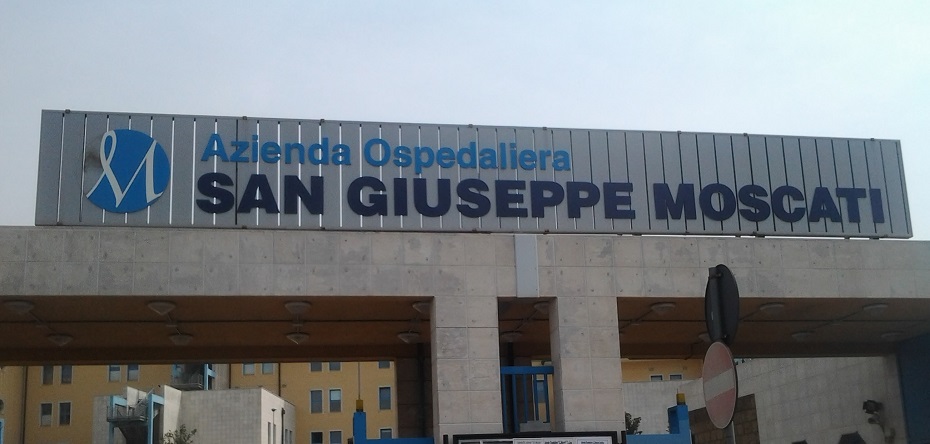 M
Azienda Ospedaliera
SAN GIUSEPPE MOSCATI